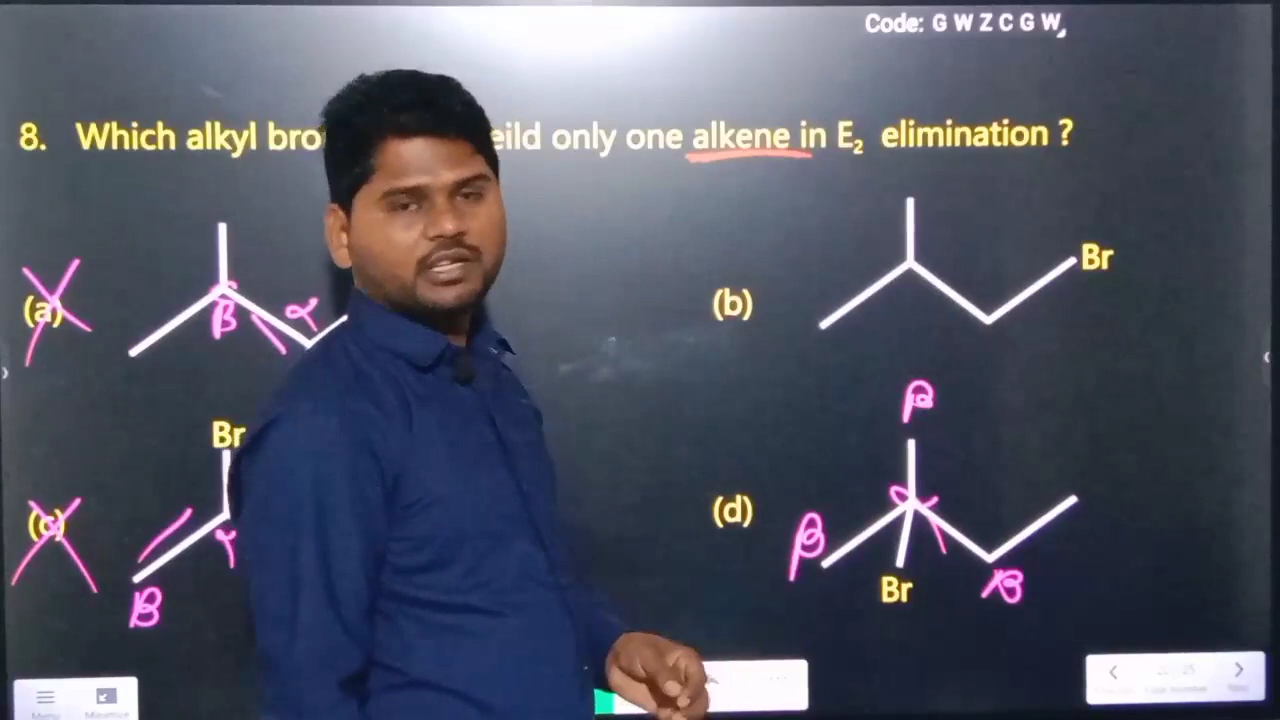 Code: G W Z C G W
8. Which alkyl bro eild only one alkene in E₂ elimination ?
(a) β α
(b) Br
(c) Br α β
(d) β β α β Br